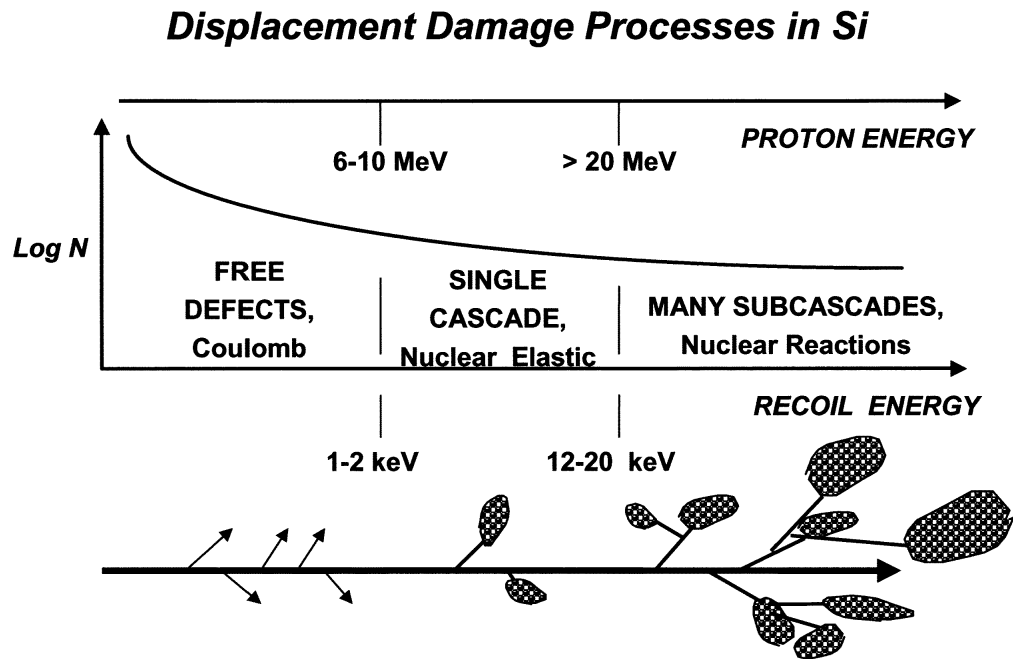 Displacement Damage Processes in Si
PROTON ENERGY
6-10 MeV
> 20 MeV
Log N
FREE
DEFECTS,
Coulomb
SINGLE
CASCADE,
Nuclear Elastic
MANY SUBCASCADES,
Nuclear Reactions
RECOIL ENERGY
1-2 keV
12-20 keV